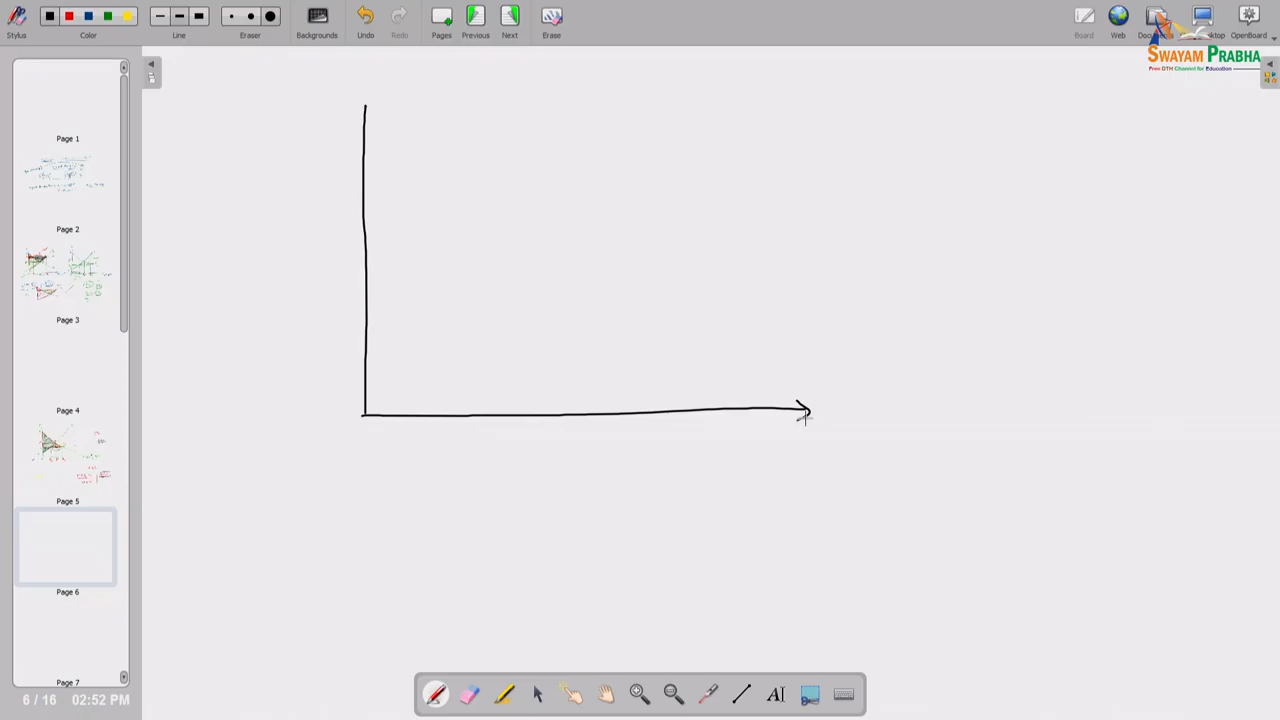 Stylus
Color
Line
Eraser
Backgrounds
Undo
Redo
Pages
Previous
Next
Erase
Board
Web
Desktop
OpenBoard
SWAYAM PRABHA
Free DTH Channel for Education
Page 1
Page 2
Page 3
Page 4
Page 5
Page 6
Page 7
6 / 16 02:52 PM
AI